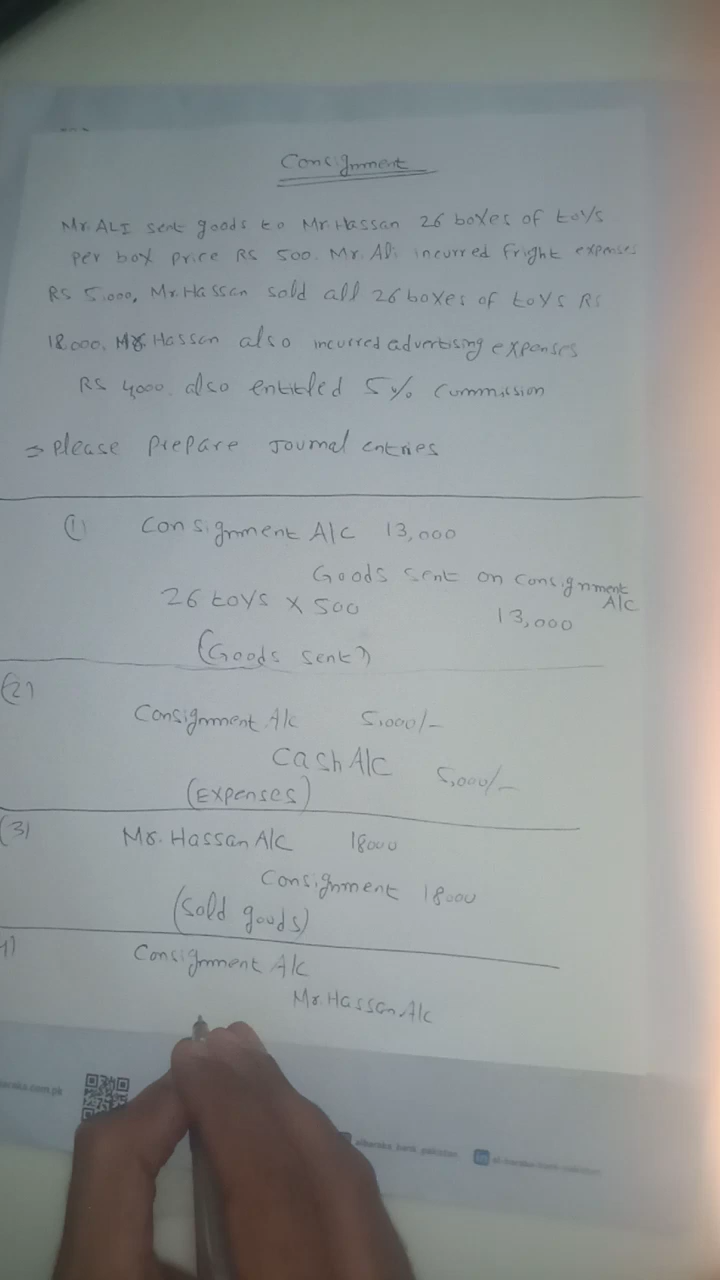 Consignment
Mr. ALI sent goods to Mr. Hassan 26 boxes of toys
per box price RS 500. Mr. Ali incurred fright expenses
RS 5,000, Mr. Hassan sold all 26 boxes of toys RS
18,000. Mr. Hassan also incurred advertising expenses
RS 4000. also entitled 5% Commission
⇒ please prepare Journal entries
(1) Consignment A/C 13,000
Goods sent on consignment A/C
26 toys × 500 13,000
(Goods sent)
(2)
Consignment A/c 5,000/-
Cash A/C 5,000/-
(Expenses)
(3) Mr. Hassan A/C 18000
Consignment 18000
(Sold goods)
Consignment A/c
Mr. Hassan A/c
in